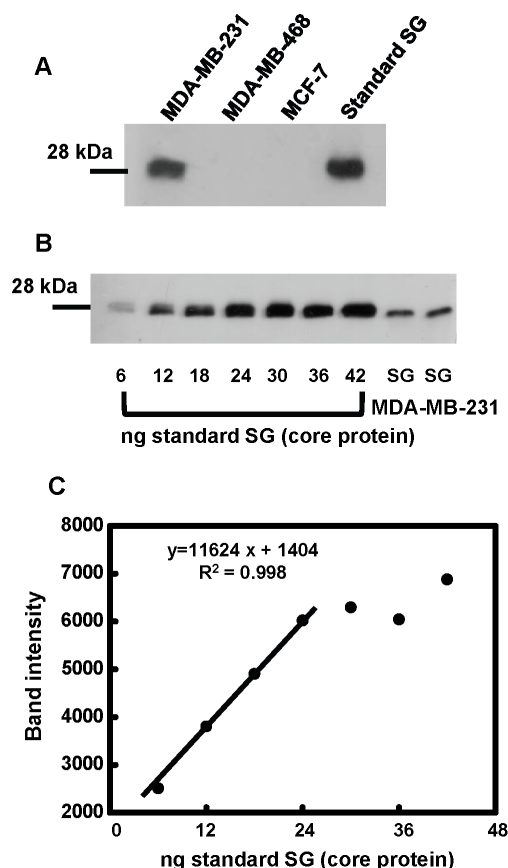 A
MDA-MB-231
MDA-MB-468
MCF-7
Standard SG
28 kDa
B
28 kDa
6 12 18 24 30 36 42 SG SG
MDA-MB-231
ng standard SG (core protein)
C
8000
y=11624 x + 1404
R² = 0.998
7000
6000
5000
4000
3000
2000
Band intensity
0 12 24 36 48
ng standard SG (core protein)